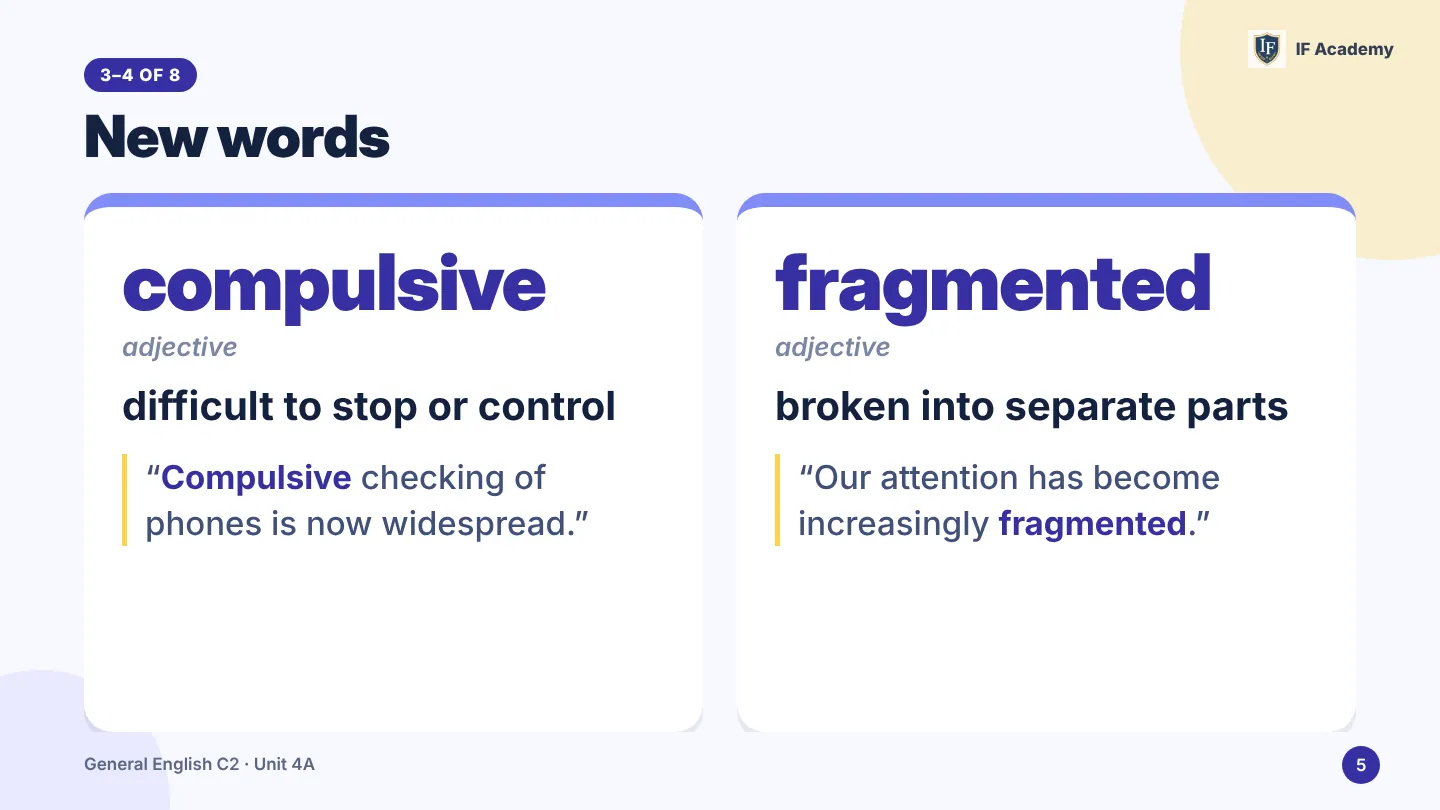 IF
IF Academy
3–4 OF 8
New words
compulsive
adjective
difficult to stop or control
“Compulsive checking of
phones is now widespread.”
fragmented
adjective
broken into separate parts
“Our attention has become
increasingly fragmented.”
General English C2 · Unit 4A
5